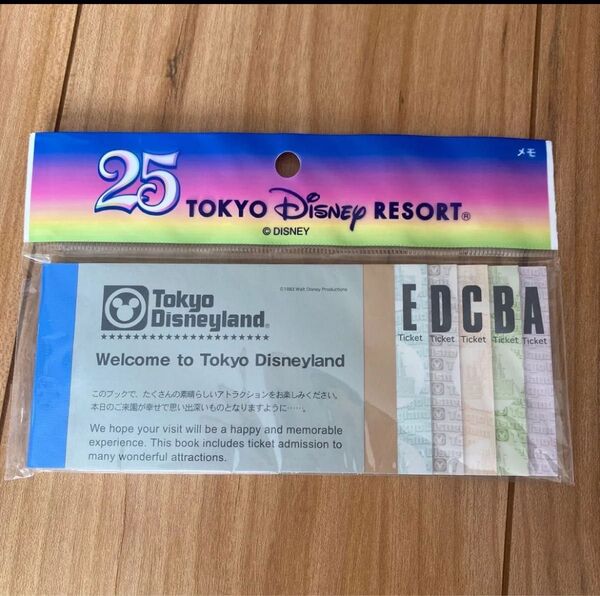 メモ
25 TOKYO DISNEY RESORT®
© DISNEY
©1983 Walt Disney Productions
Tokyo
Disneyland®
Welcome to Tokyo Disneyland
このブックで、たくさんの素晴らしいアトラクションをお楽しみください。
本日のご来園が幸せで思い出深いものとなりますように……。
We hope your visit will be a happy and memorable
experience. This book includes ticket admission to
many wonderful attractions.
E D C B A
Ticket Ticket Ticket Ticket Ticket